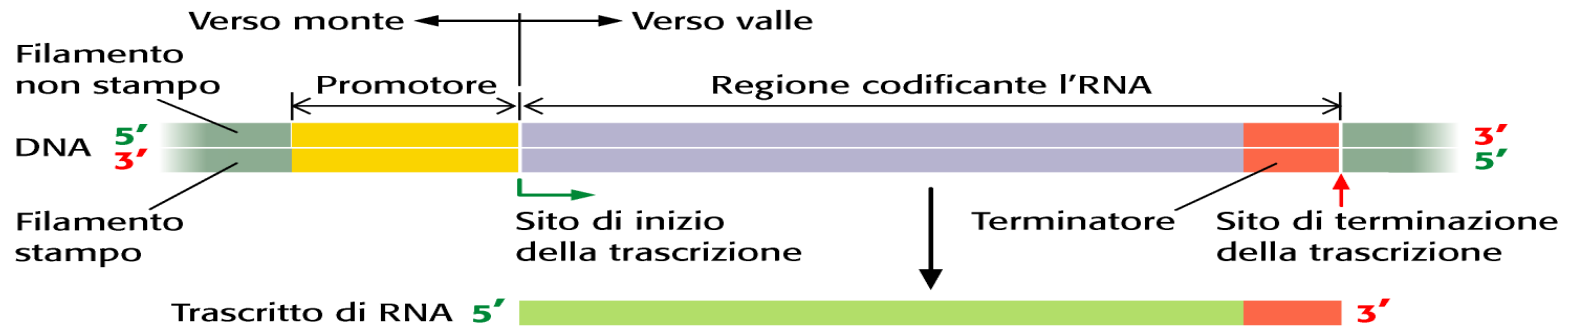 Verso monte Verso valle
Filamento
non stampo
Promotore
Regione codificante l'RNA
DNA
5′ 3′
3′ 5′
Filamento
stampo
Sito di inizio
della trascrizione
Terminatore
Sito di terminazione
della trascrizione
Trascritto di RNA 5′ 3′